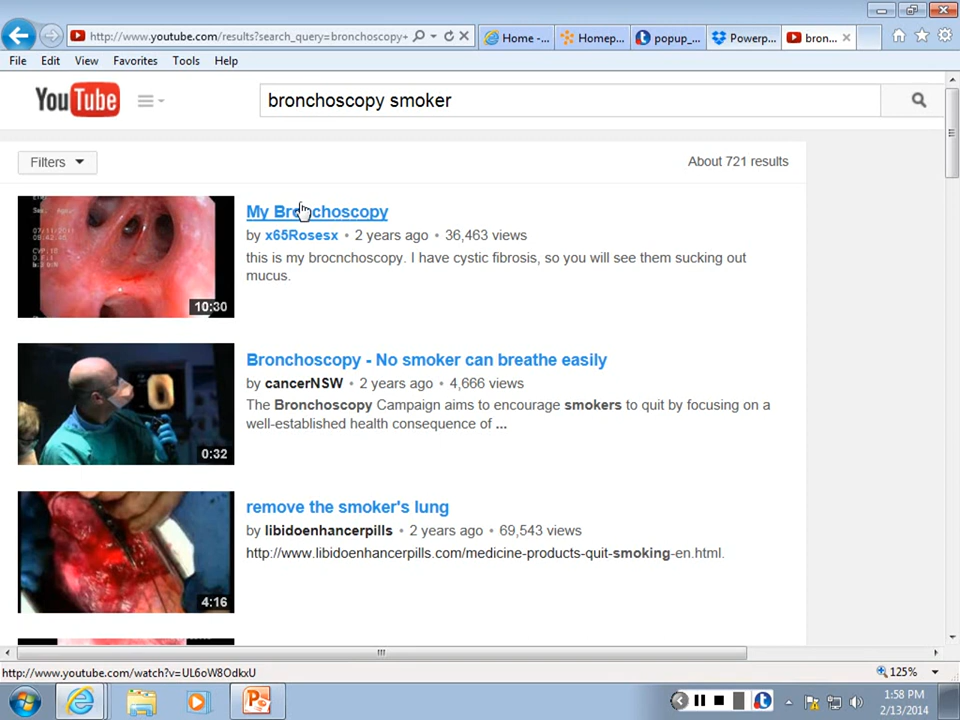 http://www.youtube.com/results?search_query=bronchoscopy+
Home -...
Homep...
popup_...
Powerp...
bron...
File Edit View Favorites Tools Help
YouTube
bronchoscopy smoker
Filters
About 721 results
My Bronchoscopy
by x65Rosesx • 2 years ago • 36,463 views
this is my brocnchoscopy. I have cystic fibrosis, so you will see them sucking out
mucus.
10:30
Bronchoscopy - No smoker can breathe easily
by cancerNSW • 2 years ago • 4,666 views
The Bronchoscopy Campaign aims to encourage smokers to quit by focusing on a
well-established health consequence of ...
0:32
remove the smoker's lung
by libidoenhancerpills • 2 years ago • 69,543 views
http://www.libidoenhancerpills.com/medicine-products-quit-smoking-en.html.
4:16
http://www.youtube.com/watch?v=UL6oW8OdkxU
125%
1:58 PM
2/13/2014